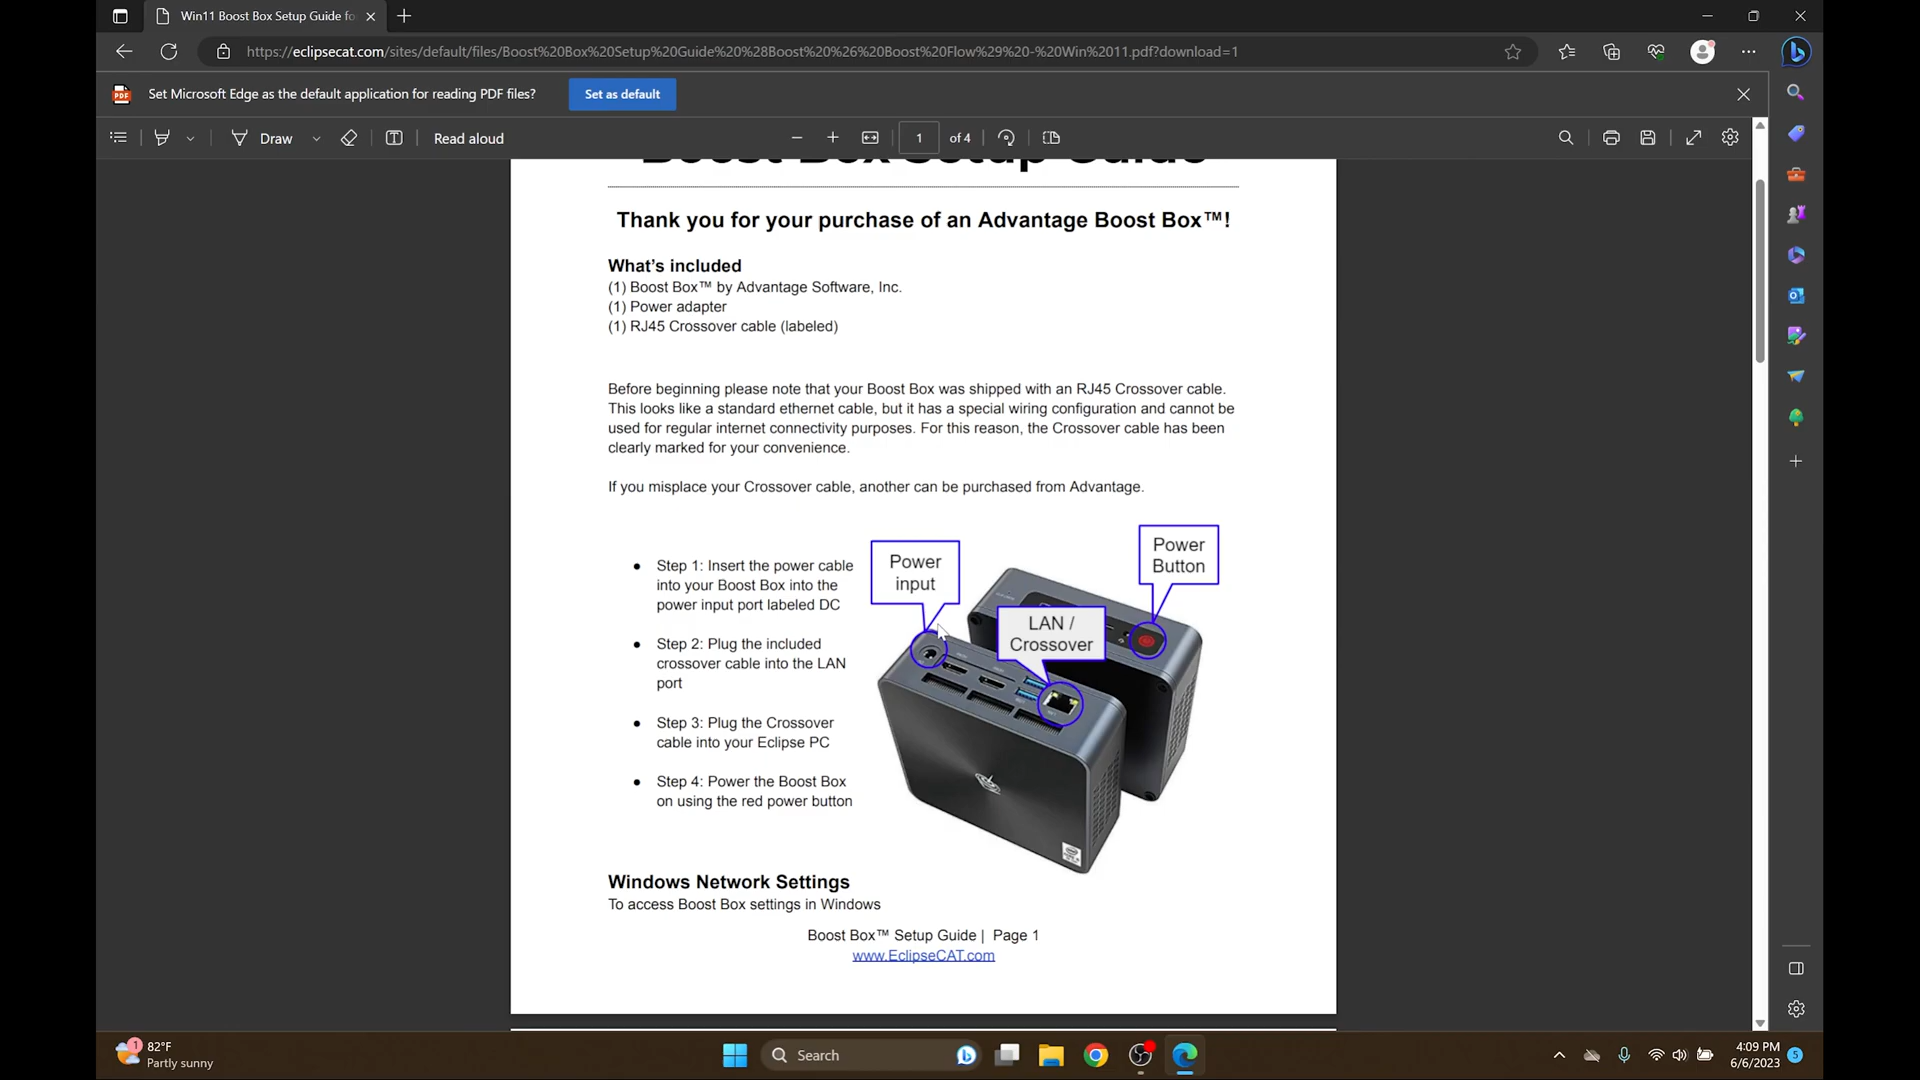 Win11 Boost Box Setup Guide fo
https://eclipsecat.com/sites/default/files/Boost%20Box%20Setup%20Guide%20%28Boost%20%26%20Boost%20Flow%29%20-%20Win%2011.pdf?download=1
Set Microsoft Edge as the default application for reading PDF files?
Set as default
Draw
Read aloud
1
of 4
Boost Box Setup Guide
Thank you for your purchase of an Advantage Boost Box™!
What's included
(1) Boost Box™ by Advantage Software, Inc.
(1) Power adapter
(1) RJ45 Crossover cable (labeled)
Before beginning please note that your Boost Box was shipped with an RJ45 Crossover cable.
This looks like a standard ethernet cable, but it has a special wiring configuration and cannot be
used for regular internet connectivity purposes. For this reason, the Crossover cable has been
clearly marked for your convenience.
If you misplace your Crossover cable, another can be purchased from Advantage.
• Step 1: Insert the power cable
into your Boost Box into the
power input port labeled DC
• Step 2: Plug the included
crossover cable into the LAN
port
• Step 3: Plug the Crossover
cable into your Eclipse PC
• Step 4: Power the Boost Box
on using the red power button
Power
input
LAN /
Crossover
Power
Button
Windows Network Settings
To access Boost Box settings in Windows
Boost Box™ Setup Guide | Page 1
www.EclipseCAT.com
1
82°F
Partly sunny
Search
4:09 PM
6/6/2023
5